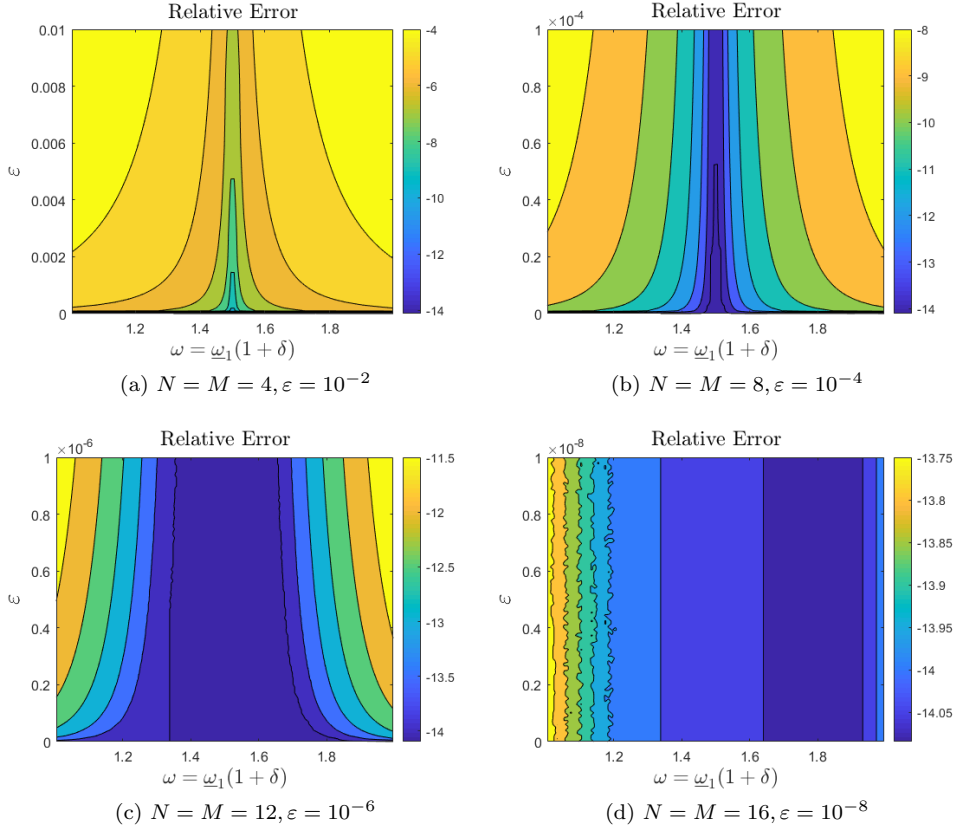 Relative Error
0.01
0.008
0.006
0.004
0.002
0
ε
1.2 1.4 1.6 1.8
ω = ω̲₁(1 + δ)
-4
-6
-8
-10
-12
-14
(a) N = M = 4, ε = 10⁻²
Relative Error
×10⁻⁴
1
0.8
0.6
0.4
0.2
0
ε
1.2 1.4 1.6 1.8
ω = ω̲₁(1 + δ)
-8
-9
-10
-11
-12
-13
-14
(b) N = M = 8, ε = 10⁻⁴
Relative Error
×10⁻⁶
1
0.8
0.6
0.4
0.2
0
ε
1.2 1.4 1.6 1.8
ω = ω̲₁(1 + δ)
-11.5
-12
-12.5
-13
-13.5
-14
(c) N = M = 12, ε = 10⁻⁶
Relative Error
×10⁻⁸
1
0.8
0.6
0.4
0.2
0
ε
1.2 1.4 1.6 1.8
ω = ω̲₁(1 + δ)
-13.75
-13.8
-13.85
-13.9
-13.95
-14
-14.05
(d) N = M = 16, ε = 10⁻⁸